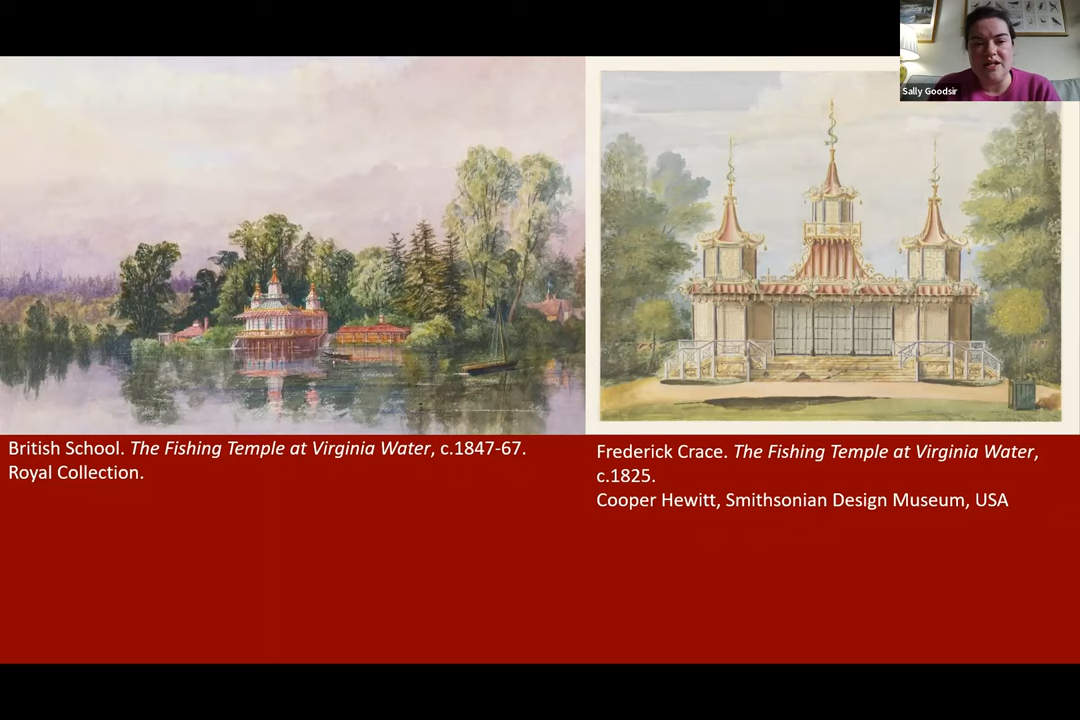 Sally Goodsir
British School. The Fishing Temple at Virginia Water, c.1847-67.
Royal Collection.
Frederick Crace. The Fishing Temple at Virginia Water,
c.1825.
Cooper Hewitt, Smithsonian Design Museum, USA